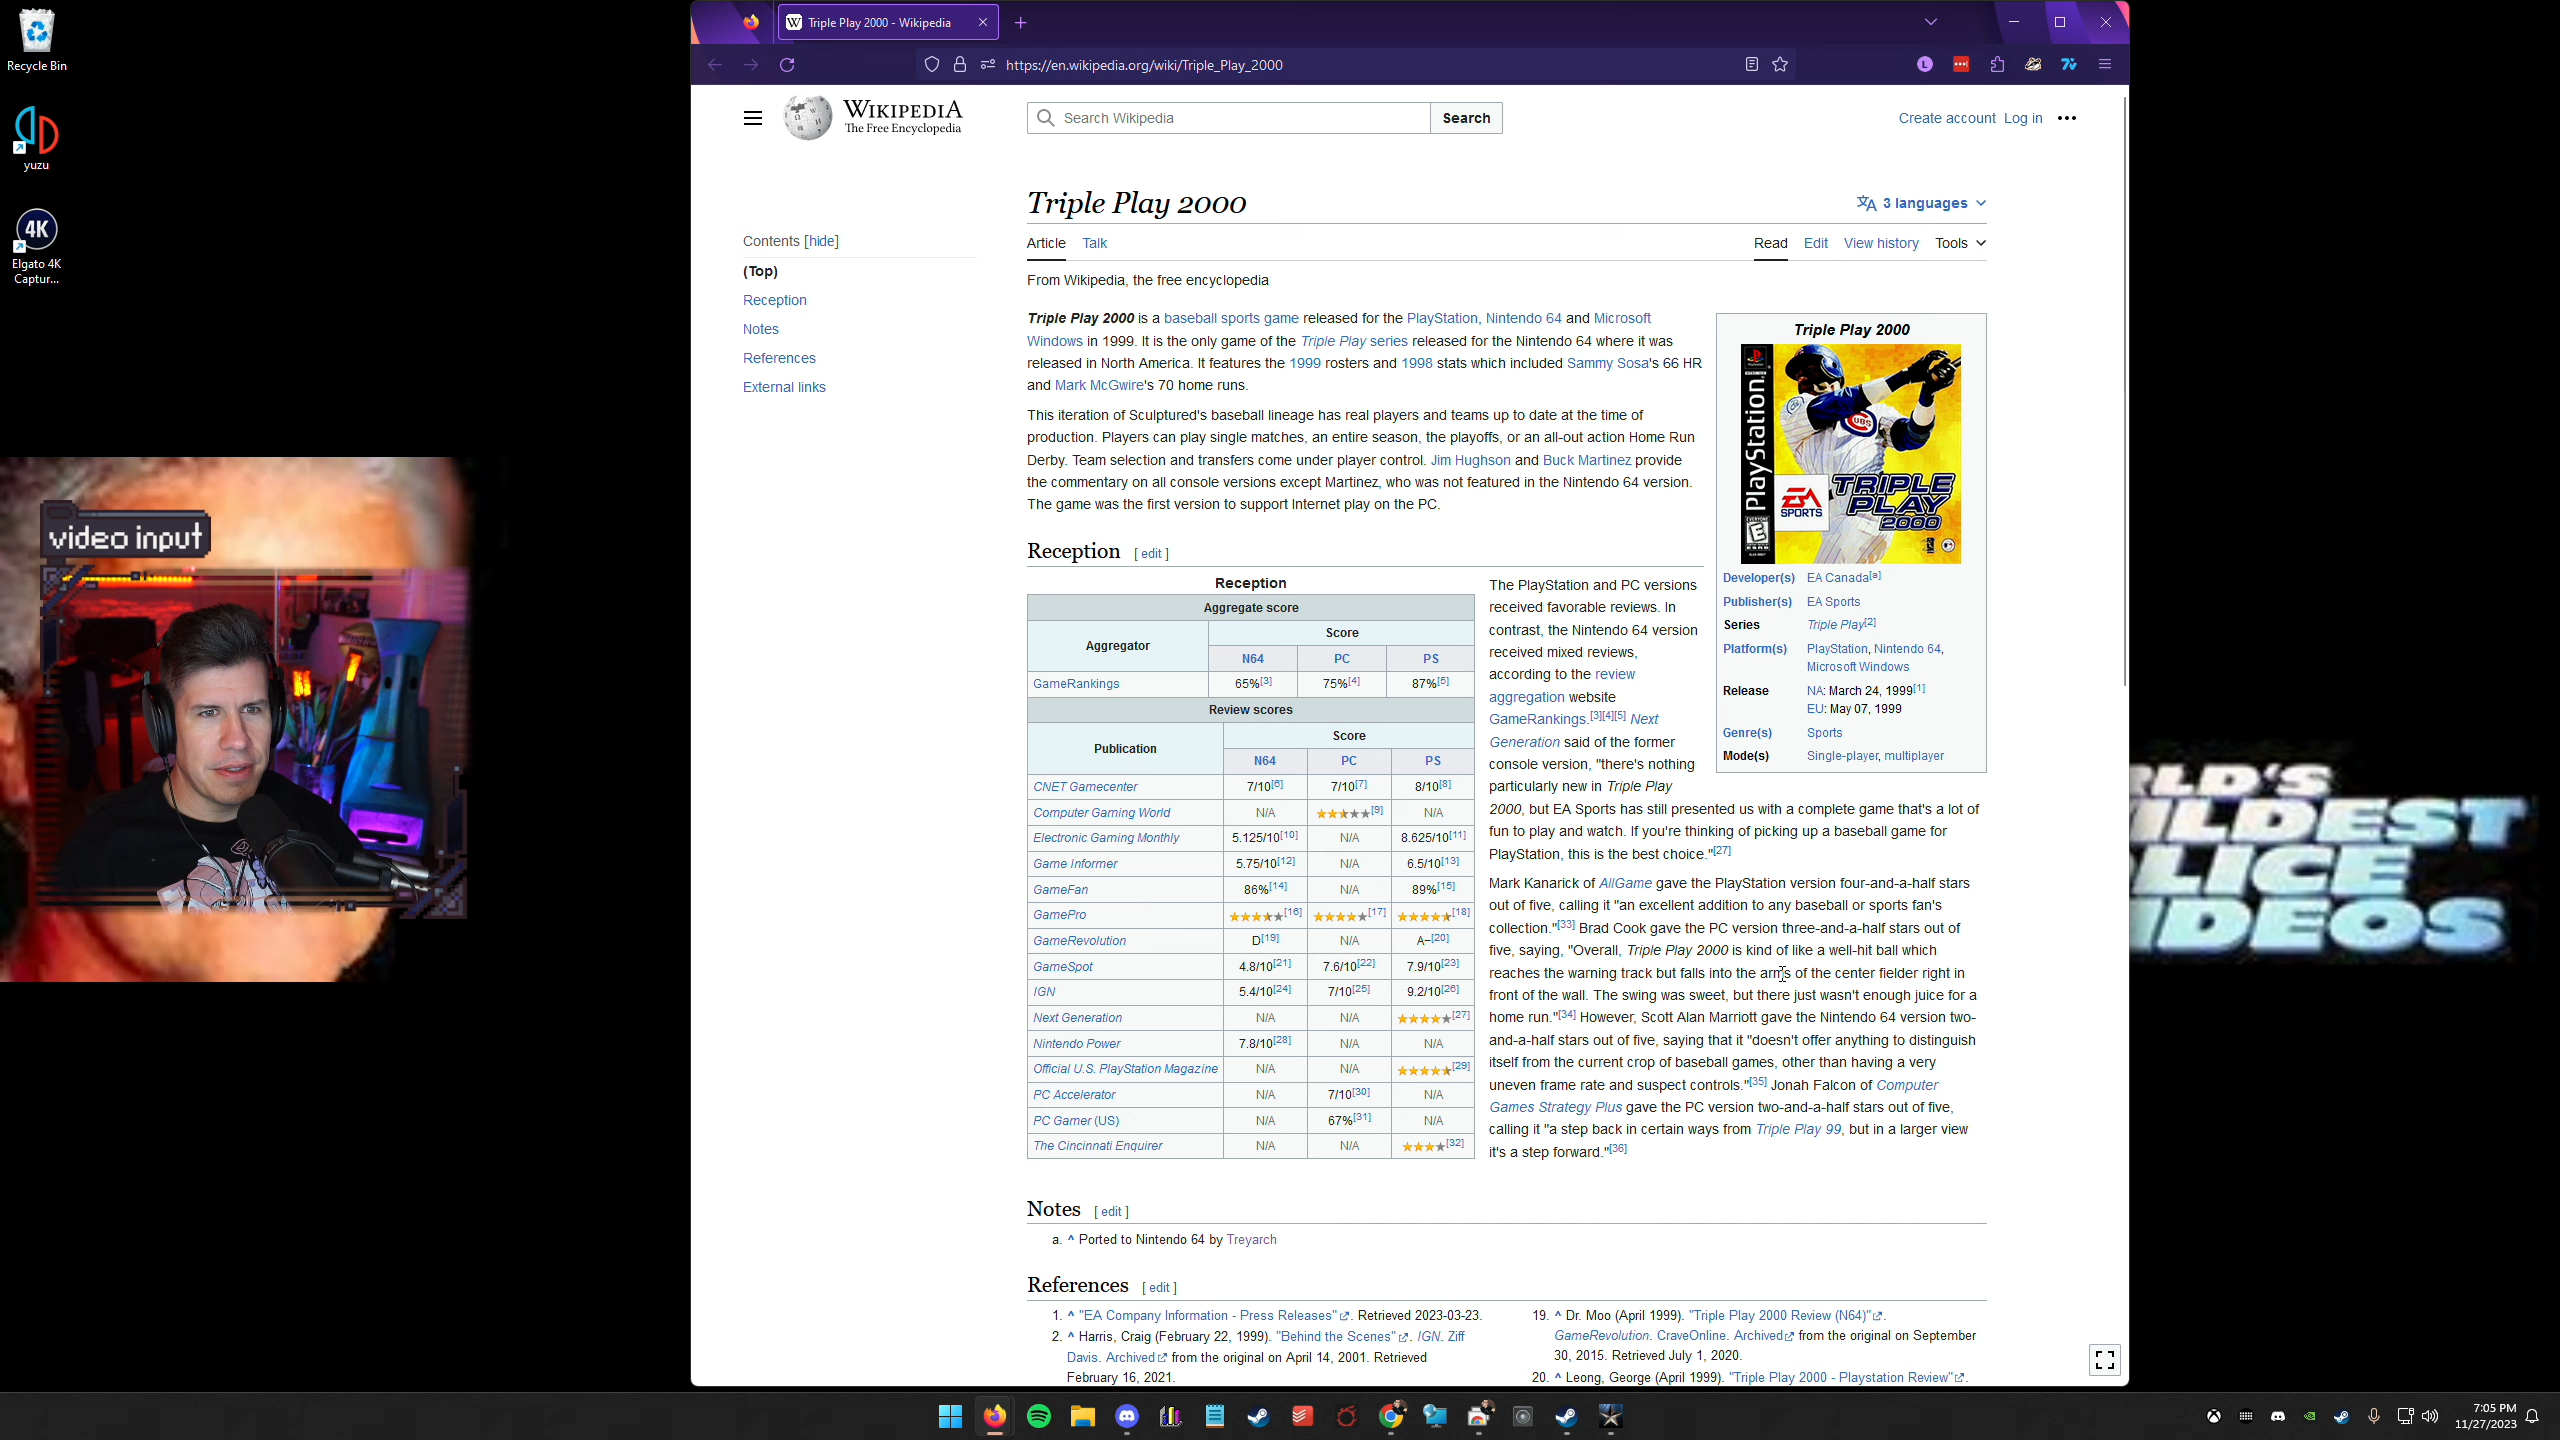 Recycle Bin
yuzu
4K
Elgato 4K
Captur...
video input
Triple Play 2000 - Wikipedia
https://en.wikipedia.org/wiki/Triple_Play_2000
WIKIPEDIA
The Free Encyclopedia
Search Wikipedia
Search
Create account Log in
Triple Play 2000
3 languages
Contents [hide]
(Top)
Reception
Notes
References
External links
Article Talk
Read Edit View history Tools
From Wikipedia, the free encyclopedia
Triple Play 2000 is a baseball sports game released for the PlayStation, Nintendo 64 and Microsoft
Windows in 1999. It is the only game of the Triple Play series released for the Nintendo 64 where it was
released in North America. It features the 1999 rosters and 1998 stats which included Sammy Sosa's 66 HR
and Mark McGwire's 70 home runs.
This iteration of Sculptured's baseball lineage has real players and teams up to date at the time of
production. Players can play single matches, an entire season, the playoffs, or an all-out action Home Run
Derby. Team selection and transfers come under player control. Jim Hughson and Buck Martinez provide
the commentary on all console versions except Martinez, who was not featured in the Nintendo 64 version.
The game was the first version to support Internet play on the PC.
Triple Play 2000
PlayStation
CUBS
EA SPORTS
TRIPLE PLAY 2000
Developer(s) EA Canada[a]
Publisher(s) EA Sports
Series Triple Play[2]
Platform(s) PlayStation, Nintendo 64,
Microsoft Windows
Release NA: March 24, 1999[1]
EU: May 07, 1999
Genre(s) Sports
Mode(s) Single-player, multiplayer
Reception [ edit ]
Reception
Aggregate score
Aggregator Score
N64 PC PS
GameRankings 65%[3] 75%[4] 87%[5]
Review scores
Publication Score
N64 PC PS
CNET Gamecenter 7/10[6] 7/10[7] 8/10[8]
Computer Gaming World N/A ★★★★★[9] N/A
Electronic Gaming Monthly 5.125/10[10] N/A 8.625/10[11]
Game Informer 5.75/10[12] N/A 6.5/10[13]
GameFan 86%[14] N/A 89%[15]
GamePro ★★★★★[16] ★★★★★[17] ★★★★★[18]
GameRevolution D[19] N/A A−[20]
GameSpot 4.8/10[21] 7.6/10[22] 7.9/10[23]
IGN 5.4/10[24] 7/10[25] 9.2/10[26]
Next Generation N/A N/A ★★★★★[27]
Nintendo Power 7.8/10[28] N/A N/A
Official U.S. PlayStation Magazine N/A N/A ★★★★★[29]
PC Accelerator N/A 7/10[30] N/A
PC Gamer (US) N/A 67%[31] N/A
The Cincinnati Enquirer N/A N/A ★★★★[32]
The PlayStation and PC versions
received favorable reviews. In
contrast, the Nintendo 64 version
received mixed reviews,
according to the review
aggregation website
GameRankings.[3][4][5] Next
Generation said of the former
console version, "there's nothing
particularly new in Triple Play
2000, but EA Sports has still presented us with a complete game that's a lot of
fun to play and watch. If you're thinking of picking up a baseball game for
PlayStation, this is the best choice."[27]
Mark Kanarick of AllGame gave the PlayStation version four-and-a-half stars
out of five, calling it "an excellent addition to any baseball or sports fan's
collection."[33] Brad Cook gave the PC version three-and-a-half stars out of
five, saying, "Overall, Triple Play 2000 is kind of like a well-hit ball which
reaches the warning track but falls into the arms of the center fielder right in
front of the wall. The swing was sweet, but there just wasn't enough juice for a
home run."[34] However, Scott Alan Marriott gave the Nintendo 64 version two-
and-a-half stars out of five, saying that it "doesn't offer anything to distinguish
itself from the current crop of baseball games, other than having a very
uneven frame rate and suspect controls."[35] Jonah Falcon of Computer
Games Strategy Plus gave the PC version two-and-a-half stars out of five,
calling it "a step back in certain ways from Triple Play 99, but in a larger view
it's a step forward."[36]
Notes [ edit ]
a. ^ Ported to Nintendo 64 by Treyarch
References [ edit ]
1. ^ "EA Company Information - Press Releases". Retrieved 2023-03-23.
2. ^ Harris, Craig (February 22, 1999). "Behind the Scenes". IGN. Ziff
Davis. Archived from the original on April 14, 2001. Retrieved
February 16, 2021.
19. ^ Dr. Moo (April 1999). "Triple Play 2000 Review (N64)".
GameRevolution. CraveOnline. Archived from the original on September
30, 2015. Retrieved July 1, 2020.
20. ^ Leong, George (April 1999). "Triple Play 2000 - Playstation Review".
RLD'S
ILDEST
LICE
IDEOS
7:05 PM
11/27/2023